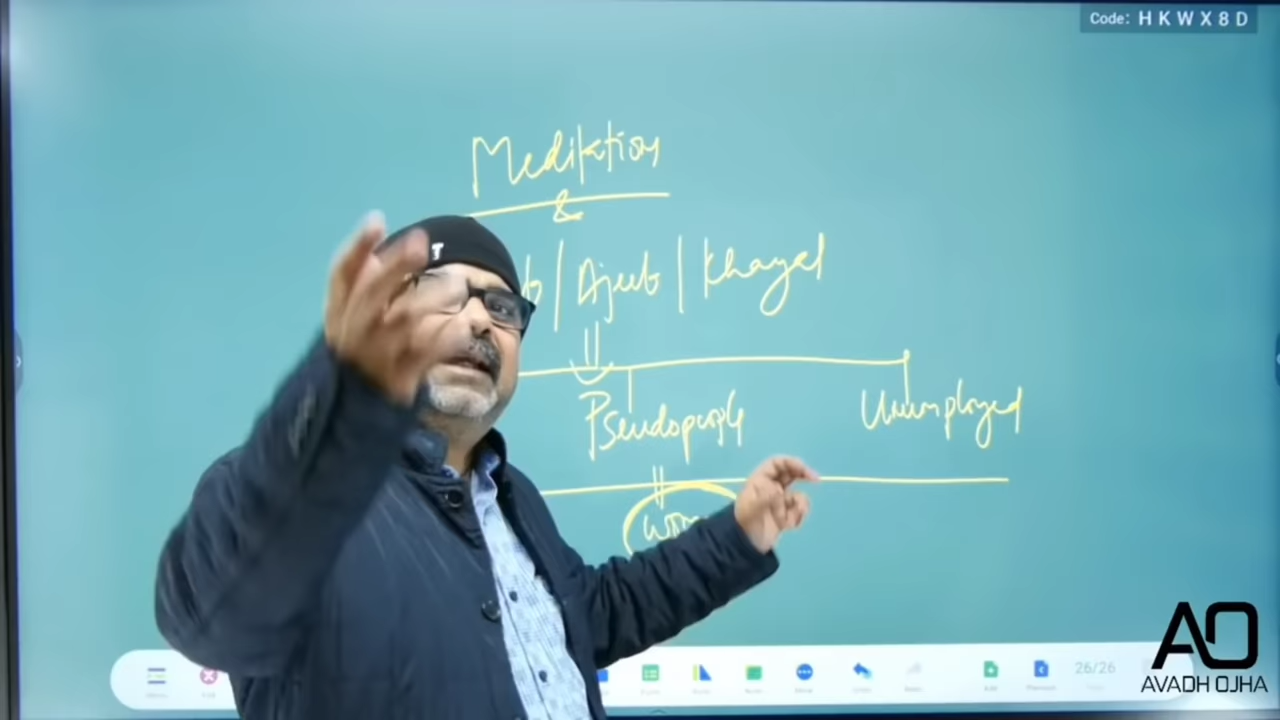 Code: H K W X 8 D
Meditation
&
/ Ajeeb / Khayal
Pseudopeople Unemployed
26/26
AO
AVADH OJHA